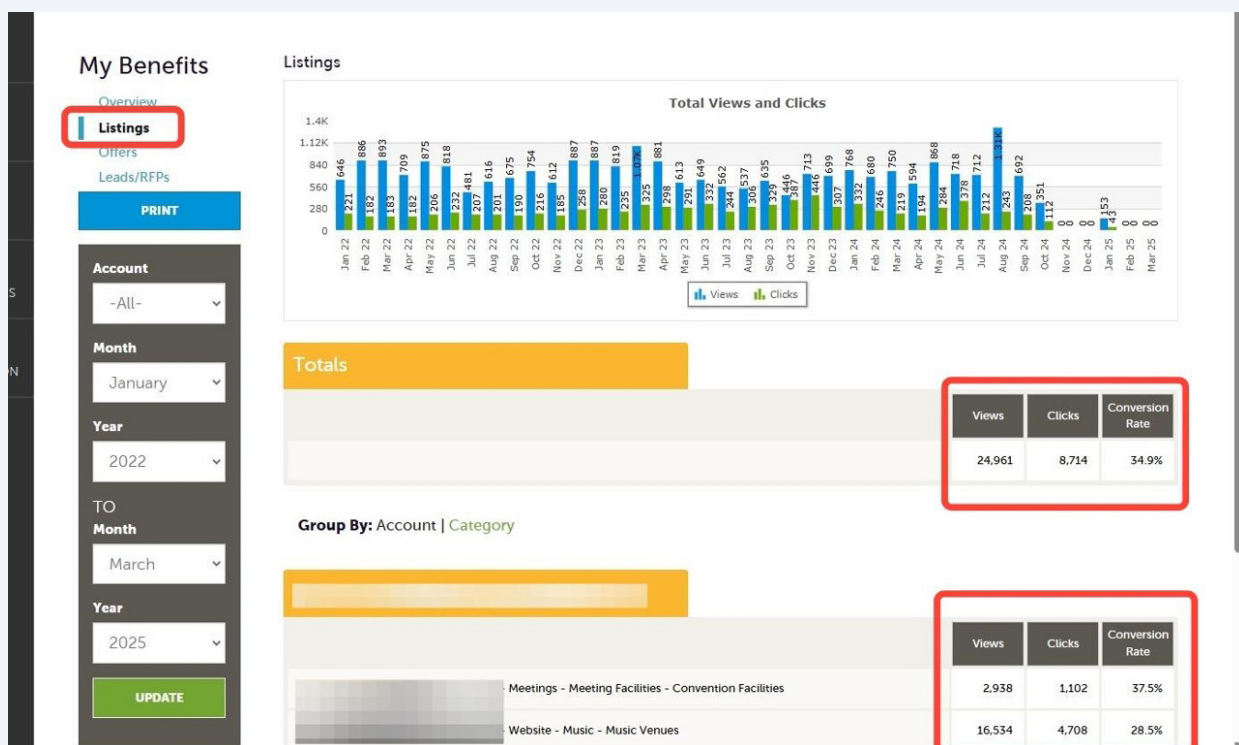 My Benefits
Overview
Listings
Offers
Leads/RFPs
PRINT
Account
-All-
Month
January
Year
2022
TO
Month
March
Year
2025
UPDATE
S
ON
Listings
Total Views and Clicks
1.4K
1.12K
840
560
280
0
646 221 886 182 893 183 709 182 875 206 818 232 481 207 616 201 675 190 754 216 612 185 887 258 887 280 819 235 1.07K 325 881 298 613 291 649 332 562 244 537 306 635 329 446 387 713 446 699 307 768 332 680 246 750 219 594 194 868 284 718 378 712 212 1.31K 243 692 208 351 112 0 0 0 0 153 43 0 0 0 0
Jan 22 Feb 22 Mar 22 Apr 22 May 22 Jun 22 Jul 22 Aug 22 Sep 22 Oct 22 Nov 22 Dec 22 Jan 23 Feb 23 Mar 23 Apr 23 May 23 Jun 23 Jul 23 Aug 23 Sep 23 Oct 23 Nov 23 Dec 23 Jan 24 Feb 24 Mar 24 Apr 24 May 24 Jun 24 Jul 24 Aug 24 Sep 24 Oct 24 Nov 24 Dec 24 Jan 25 Feb 25 Mar 25
Views Clicks
Totals
Views Clicks Conversion Rate
24,961 8,714 34.9%
Group By: Account | Category
Views Clicks Conversion Rate
- Meetings - Meeting Facilities - Convention Facilities 2,938 1,102 37.5%
Website - Music - Music Venues 16,534 4,708 28.5%